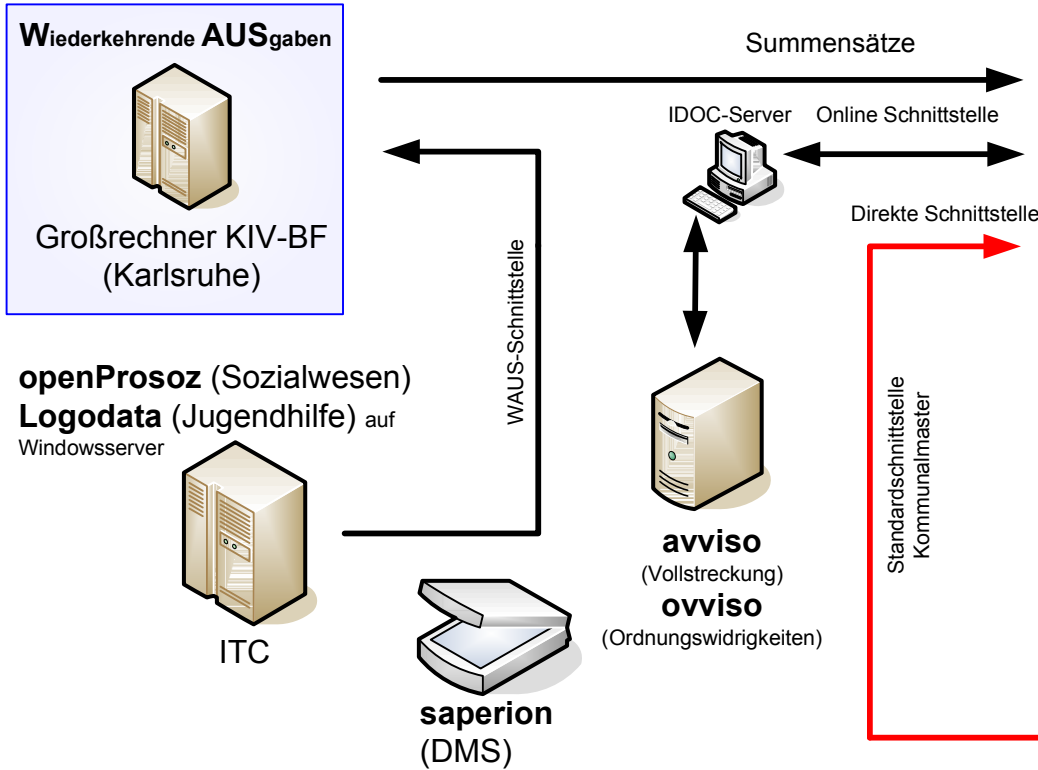 Wiederkehrende AUSgaben
Großrechner KIV-BF
(Karlsruhe)
Summensätze
IDOC-Server
Online Schnittstelle
Direkte Schnittstelle
WAUS-Schnittstelle
openProsoz (Sozialwesen)
Logodata (Jugendhilfe) auf
Windowsserver
ITC
saperion
(DMS)
avviso
(Vollstreckung)
ovviso
(Ordnungswidrigkeiten)
Standardschnittstelle
Kommunalmaster